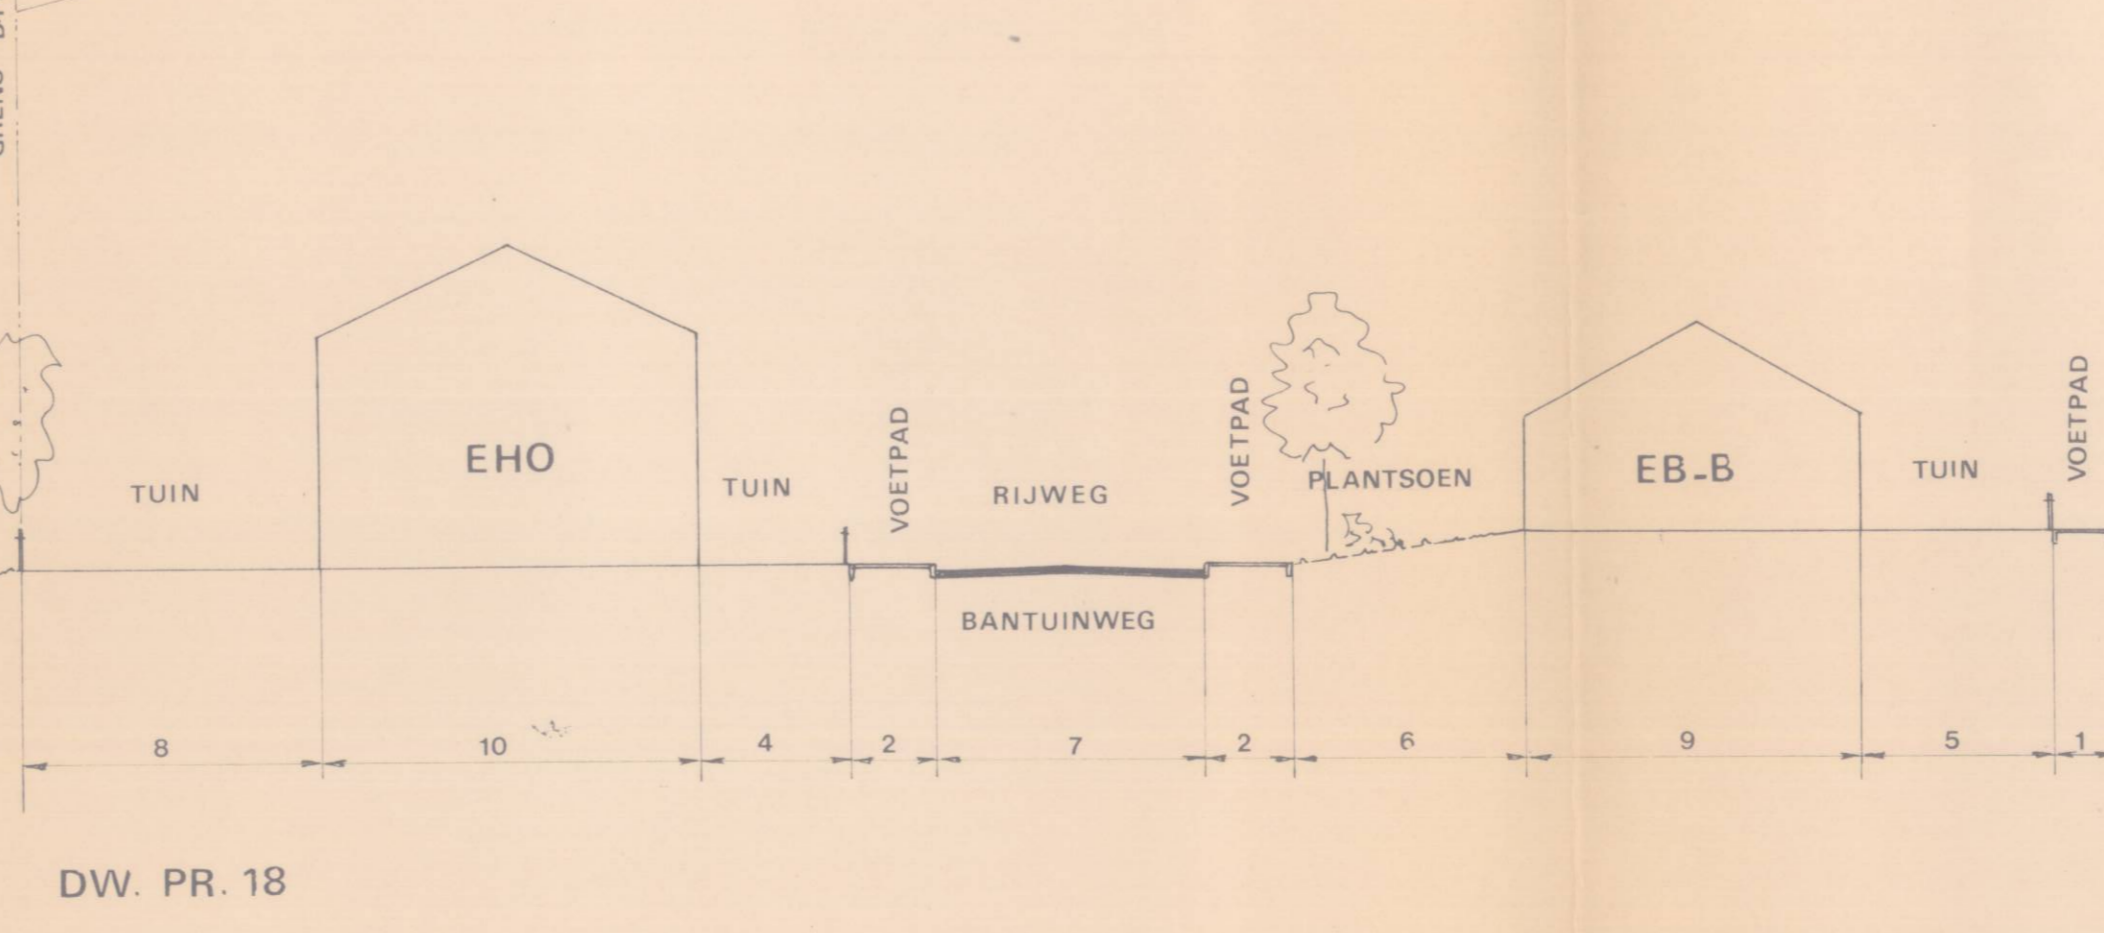 GRENS
TUIN
EHO
TUIN
VOETPAD
RIJWEG
VOETPAD
PLANTSOEN
EB-B
TUIN
VOETPAD
BANTUINWEG
8 10 4 2 7 2 6 9 5 1
DW. PR. 18